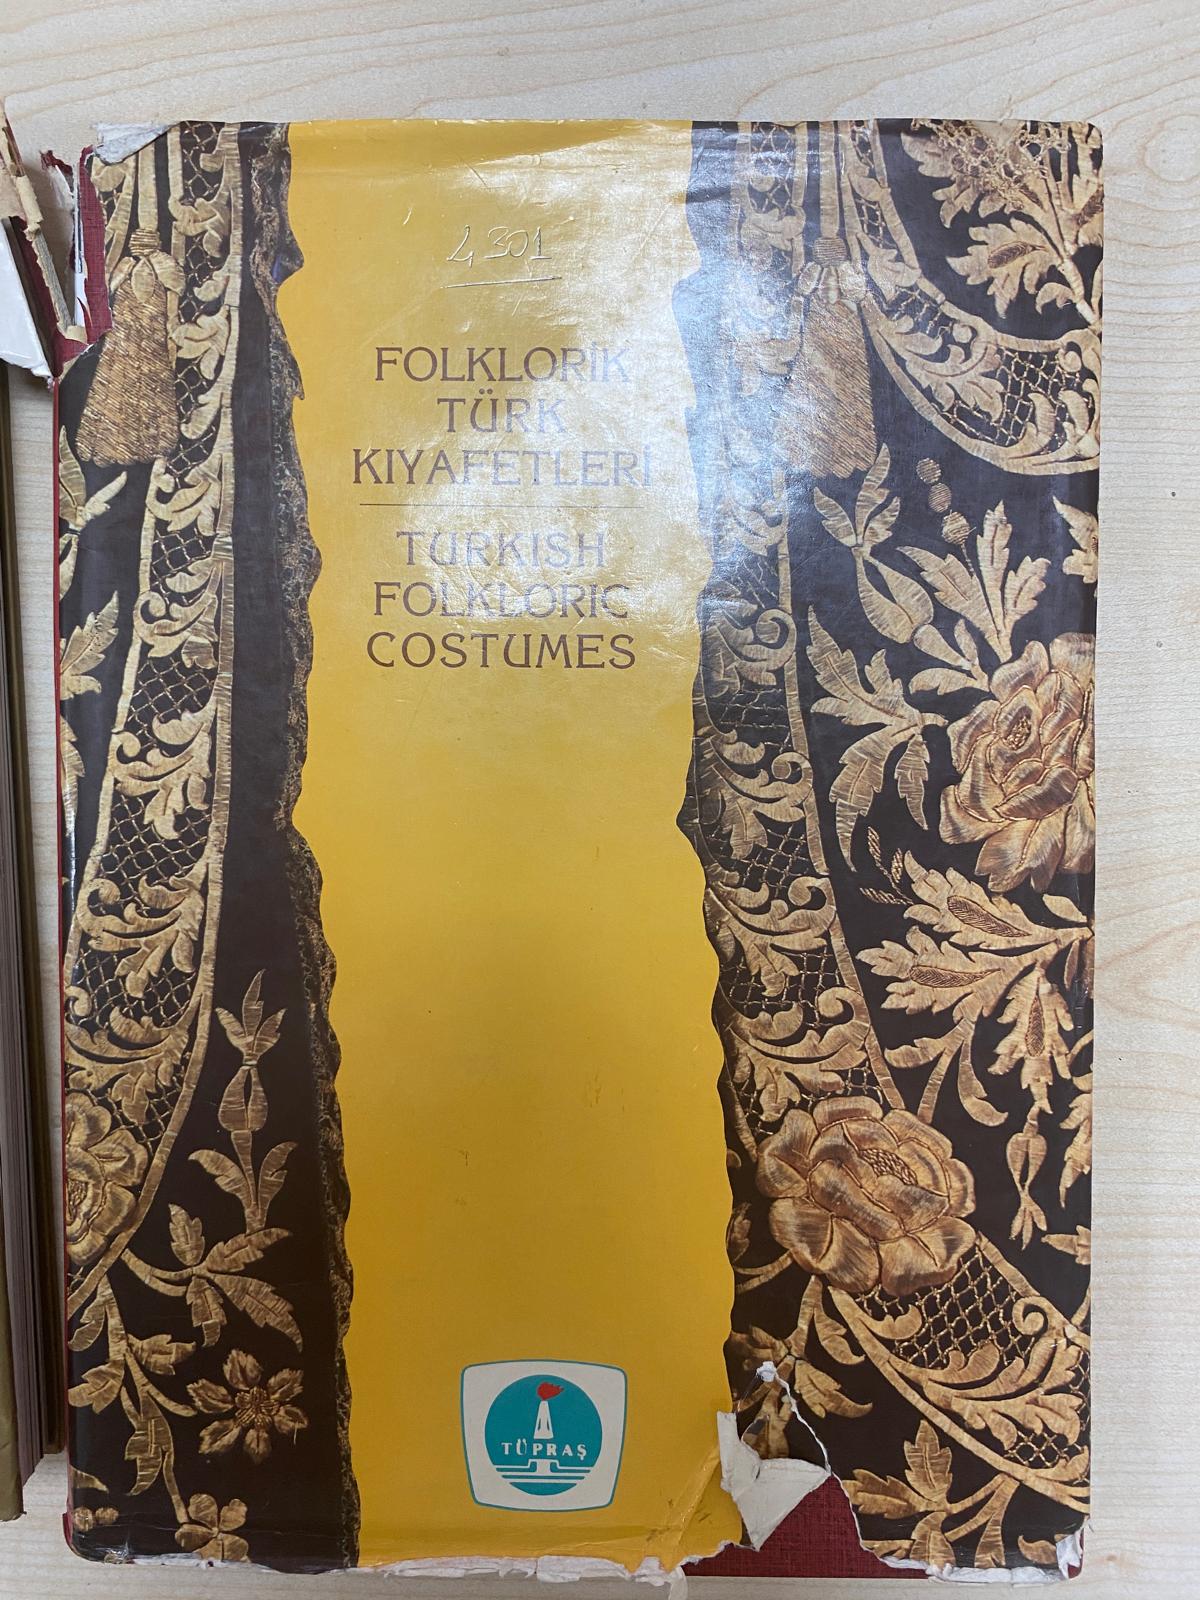 4301
FOLKLORİK
TÜRK
KIYAFETLERİ
TURKISH
FOLKLORIC
COSTUMES
TÜPRAŞ